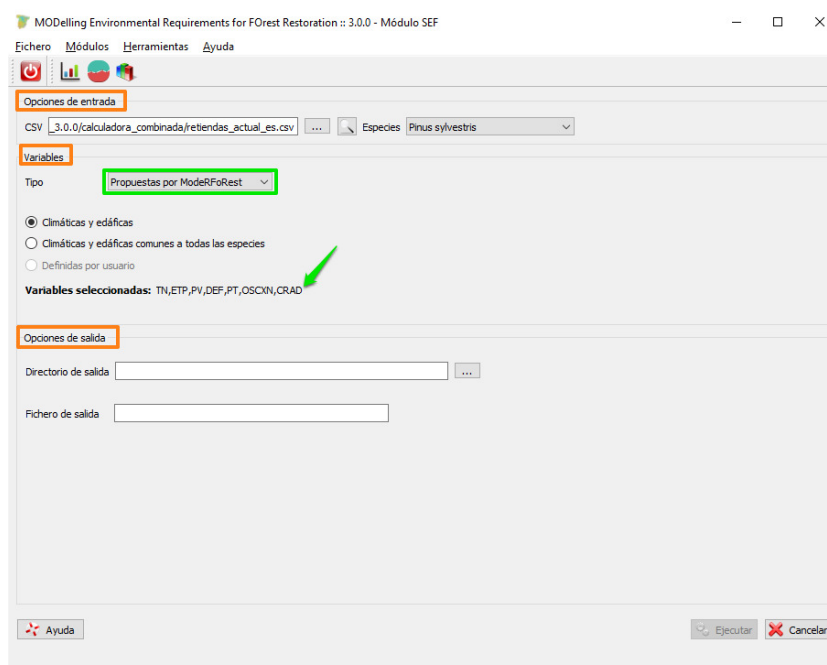 MODelling Environmental Requirements for FOrest Restoration :: 3.0.0 - Módulo SEF
Fichero Módulos Herramientas Ayuda
Opciones de entrada
CSV _3.0.0/calculadora_combinada/retiendas_actual_es.csv ... Especies Pinus sylvestris
Variables
Tipo Propuestas por ModeRFoRest
Climáticas y edáficas
Climáticas y edáficas comunes a todas las especies
Definidas por usuario
Variables seleccionadas: TN,ETP,PV,DEF,PT,OSCXN,CRAD
Opciones de salida
Directorio de salida ...
Fichero de salida
Ayuda Ejecutar Cancelar